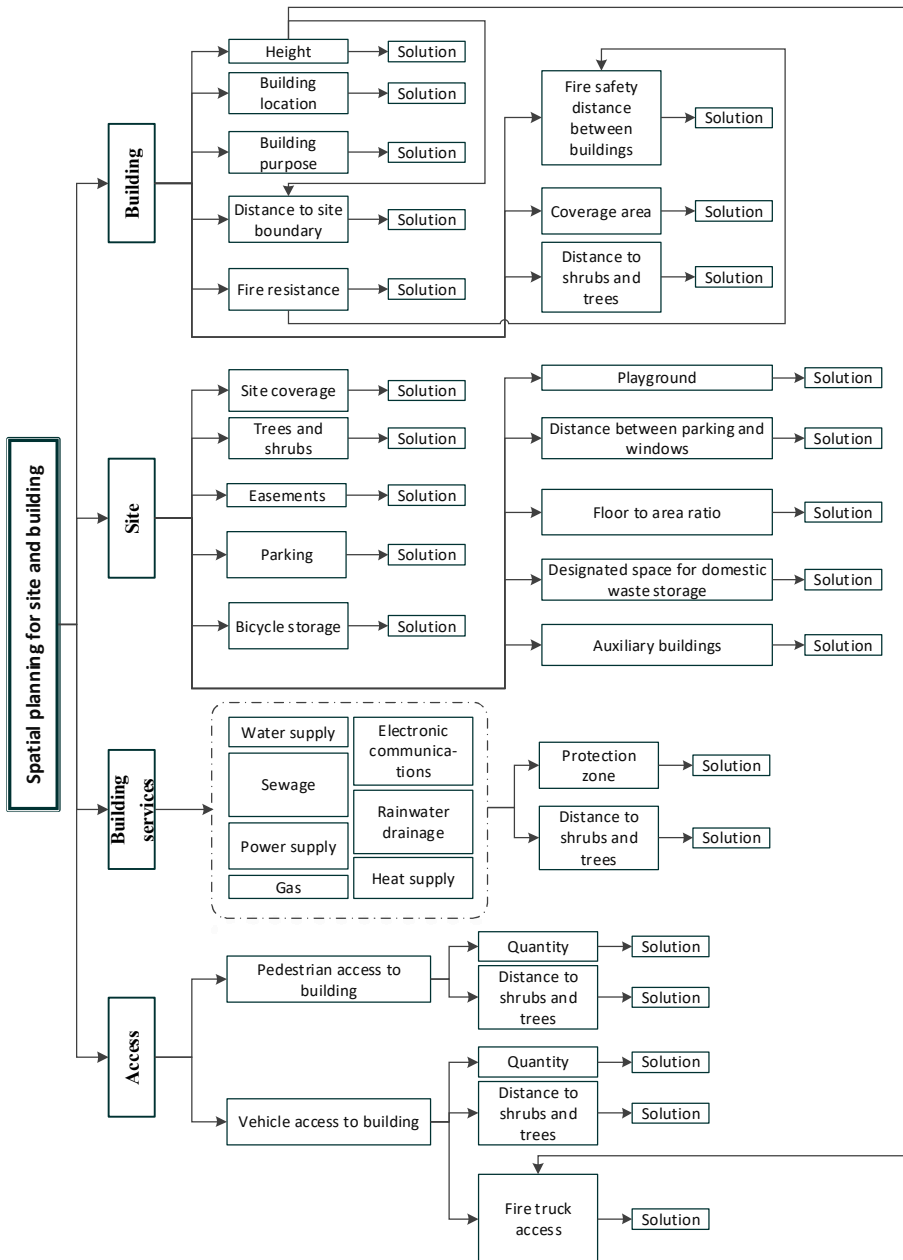 Spatial planning for site and building
Building
Height
Solution
Building
location
Solution
Building
purpose
Solution
Distance to site
boundary
Solution
Fire resistance
Solution
Fire safety
distance
between
buildings
Solution
Coverage area
Solution
Distance to
shrubs and
trees
Solution
Site
Site coverage
Solution
Trees and
shrubs
Solution
Easements
Solution
Parking
Solution
Bicycle storage
Solution
Playground
Solution
Distance between parking and
windows
Solution
Floor to area ratio
Solution
Designated space for domestic
waste storage
Solution
Auxiliary buildings
Solution
Building
services
Water supply
Sewage
Power supply
Gas
Electronic
communica-
tions
Rainwater
drainage
Heat supply
Protection
zone
Solution
Distance to
shrubs and
trees
Solution
Access
Pedestrian access to
building
Quantity
Solution
Distance to
shrubs and
trees
Solution
Vehicle access to building
Quantity
Solution
Distance to
shrubs and
trees
Solution
Fire truck
access
Solution